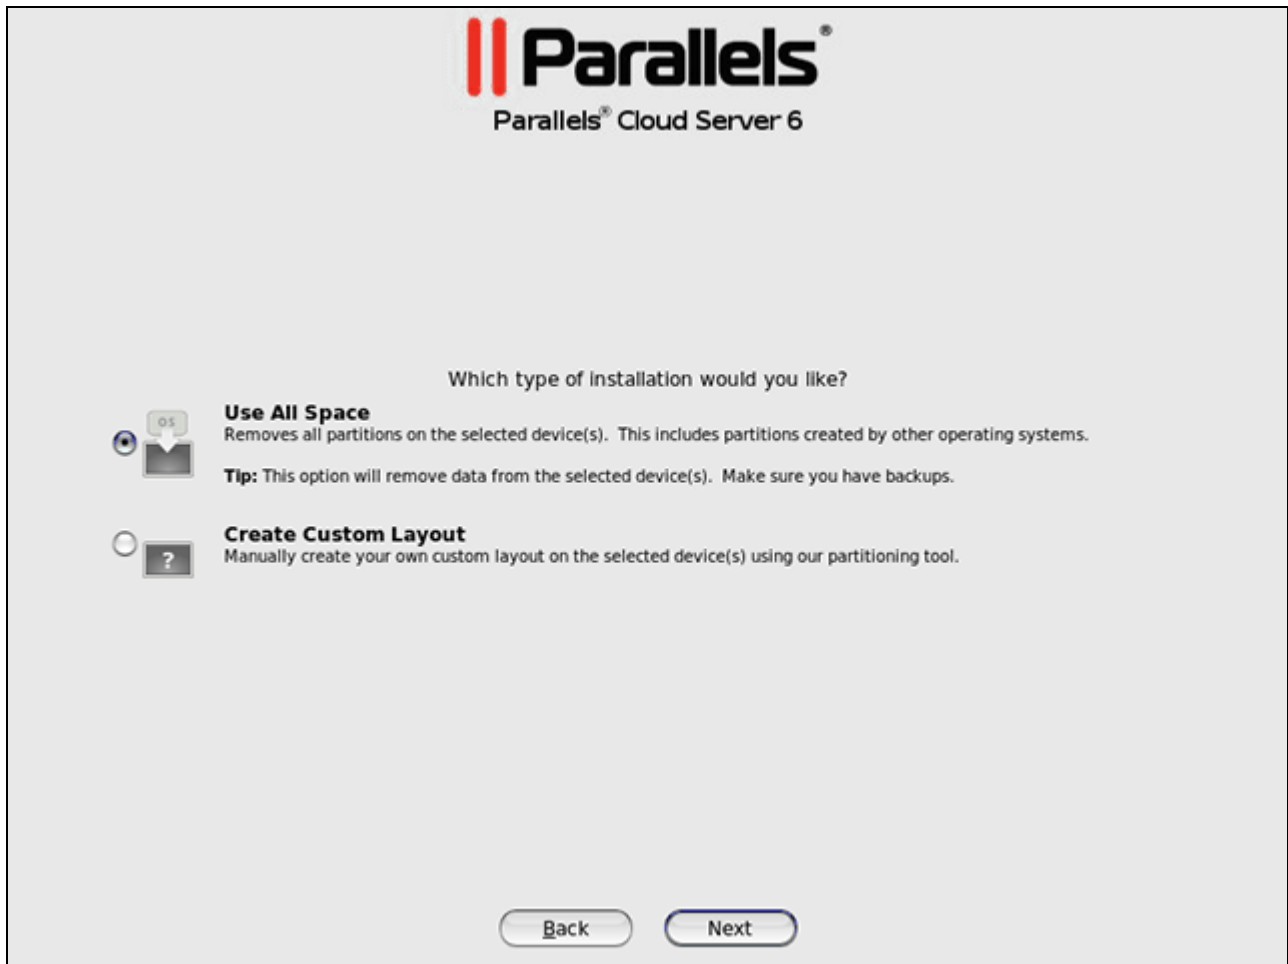 Parallels®
Parallels® Cloud Server 6
Which type of installation would you like?
OS
Use All Space
Removes all partitions on the selected device(s).  This includes partitions created by other operating systems.
Tip: This option will remove data from the selected device(s).  Make sure you have backups.
Create Custom Layout
?
Manually create your own custom layout on the selected device(s) using our partitioning tool.
Back
Next